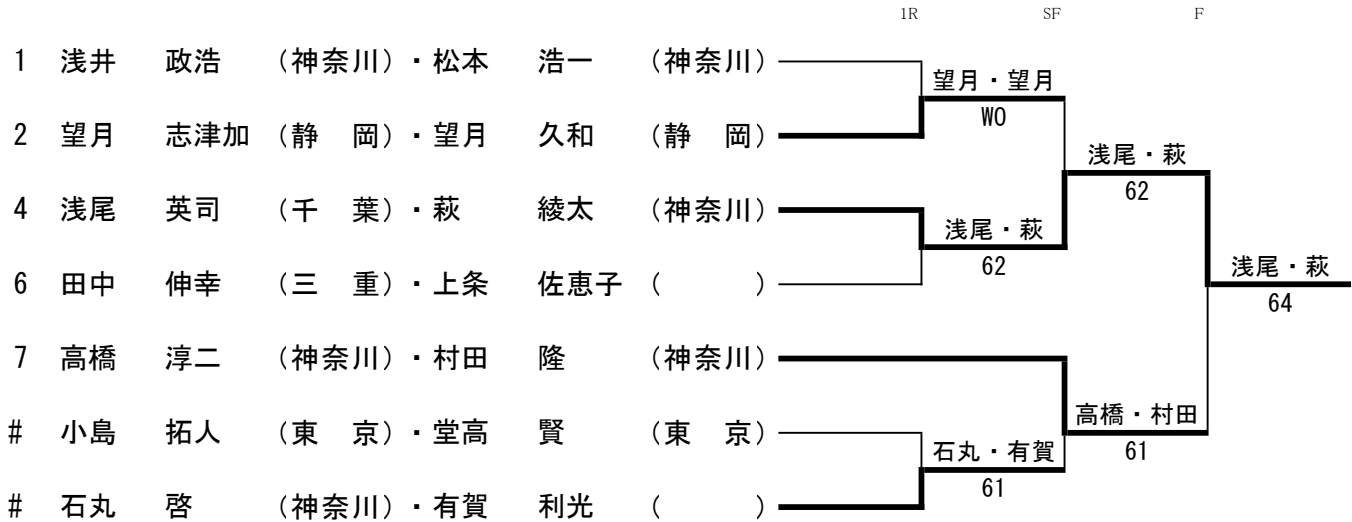 1R SF F
1 浅井 政浩 (神奈川)・松本 浩一 (神奈川)
望月・望月
WO
2 望月 志津加 (静 岡)・望月 久和 (静 岡)
浅尾・萩
62
4 浅尾 英司 (千 葉)・萩 綾太 (神奈川)
浅尾・萩
62
6 田中 伸幸 (三 重)・上条 佐恵子 ( )
浅尾・萩
64
7 高橋 淳二 (神奈川)・村田 隆 (神奈川)
高橋・村田
61
# 小島 拓人 (東 京)・堂高 賢 (東 京)
石丸・有賀
61
# 石丸 啓 (神奈川)・有賀 利光 ( )